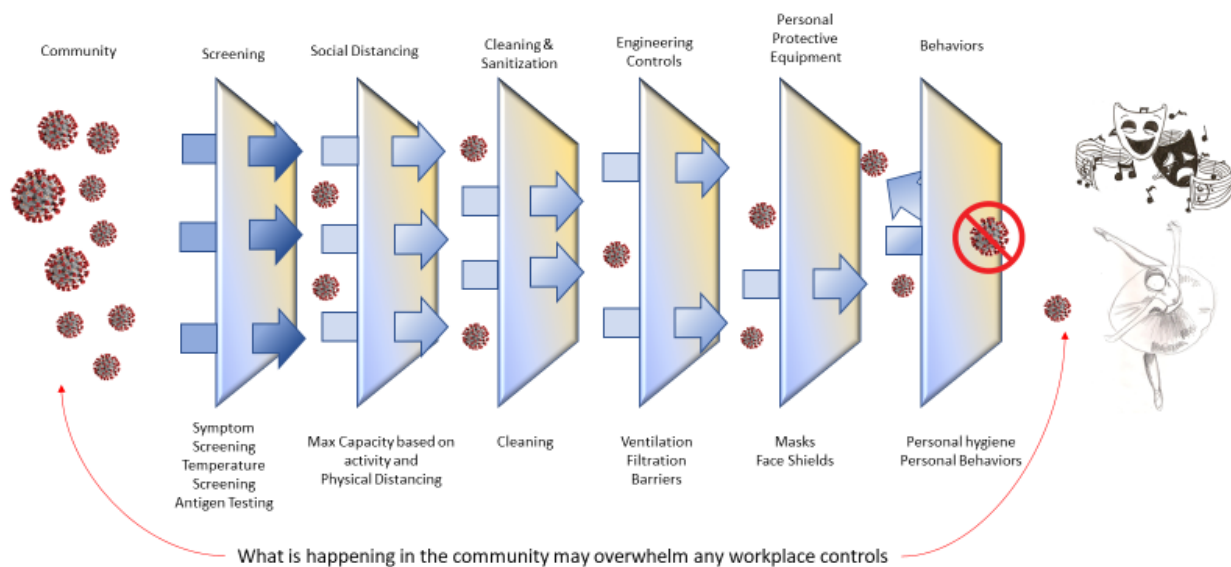 Community
Screening
Social Distancing
Cleaning &
Sanitization
Engineering
Controls
Personal
Protective
Equipment
Behaviors
Symptom
Screening
Temperature
Screening
Antigen Testing
Max Capacity based on
activity and
Physical Distancing
Cleaning
Ventilation
Filtration
Barriers
Masks
Face Shields
Personal hygiene
Personal Behaviors
What is happening in the community may overwhelm any workplace controls